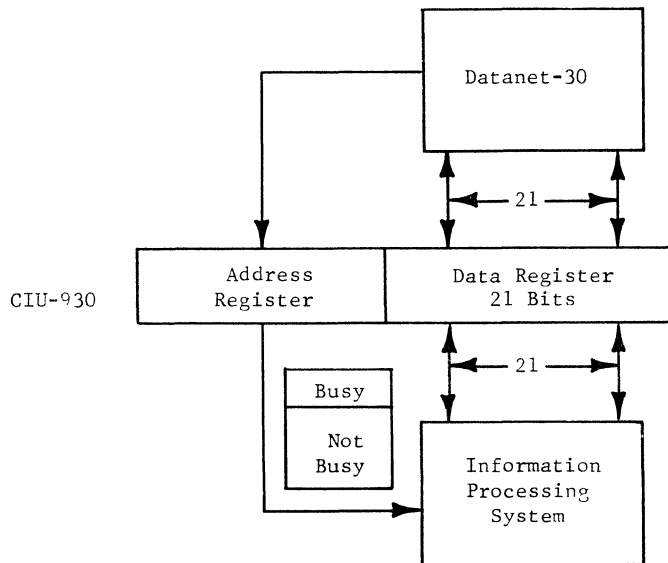 Datanet-30
21
CIU-930
Address
Register
Data Register
21 Bits
21
Busy
Not
Busy
Information
Processing
System